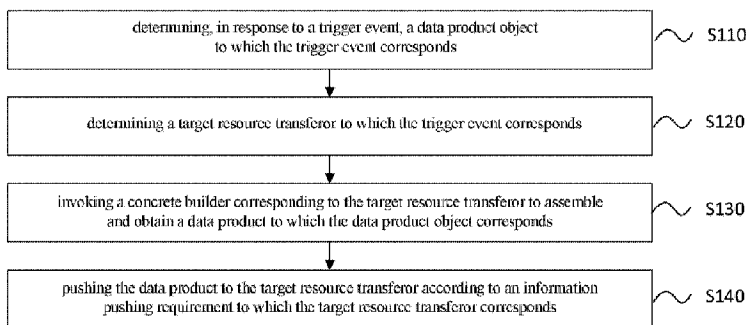 determining, in response to a trigger event, a data product object
to which the trigger event corresponds
S110
determining a target resource transferor to which the trigger event corresponds
S120
invoking a concrete builder corresponding to the target resource transferor to assemble
and obtain a data product to which the data product object corresponds
S130
pushing the data product to the target resource transferor according to an information
pushing requirement to which the target resource transferor corresponds
S140